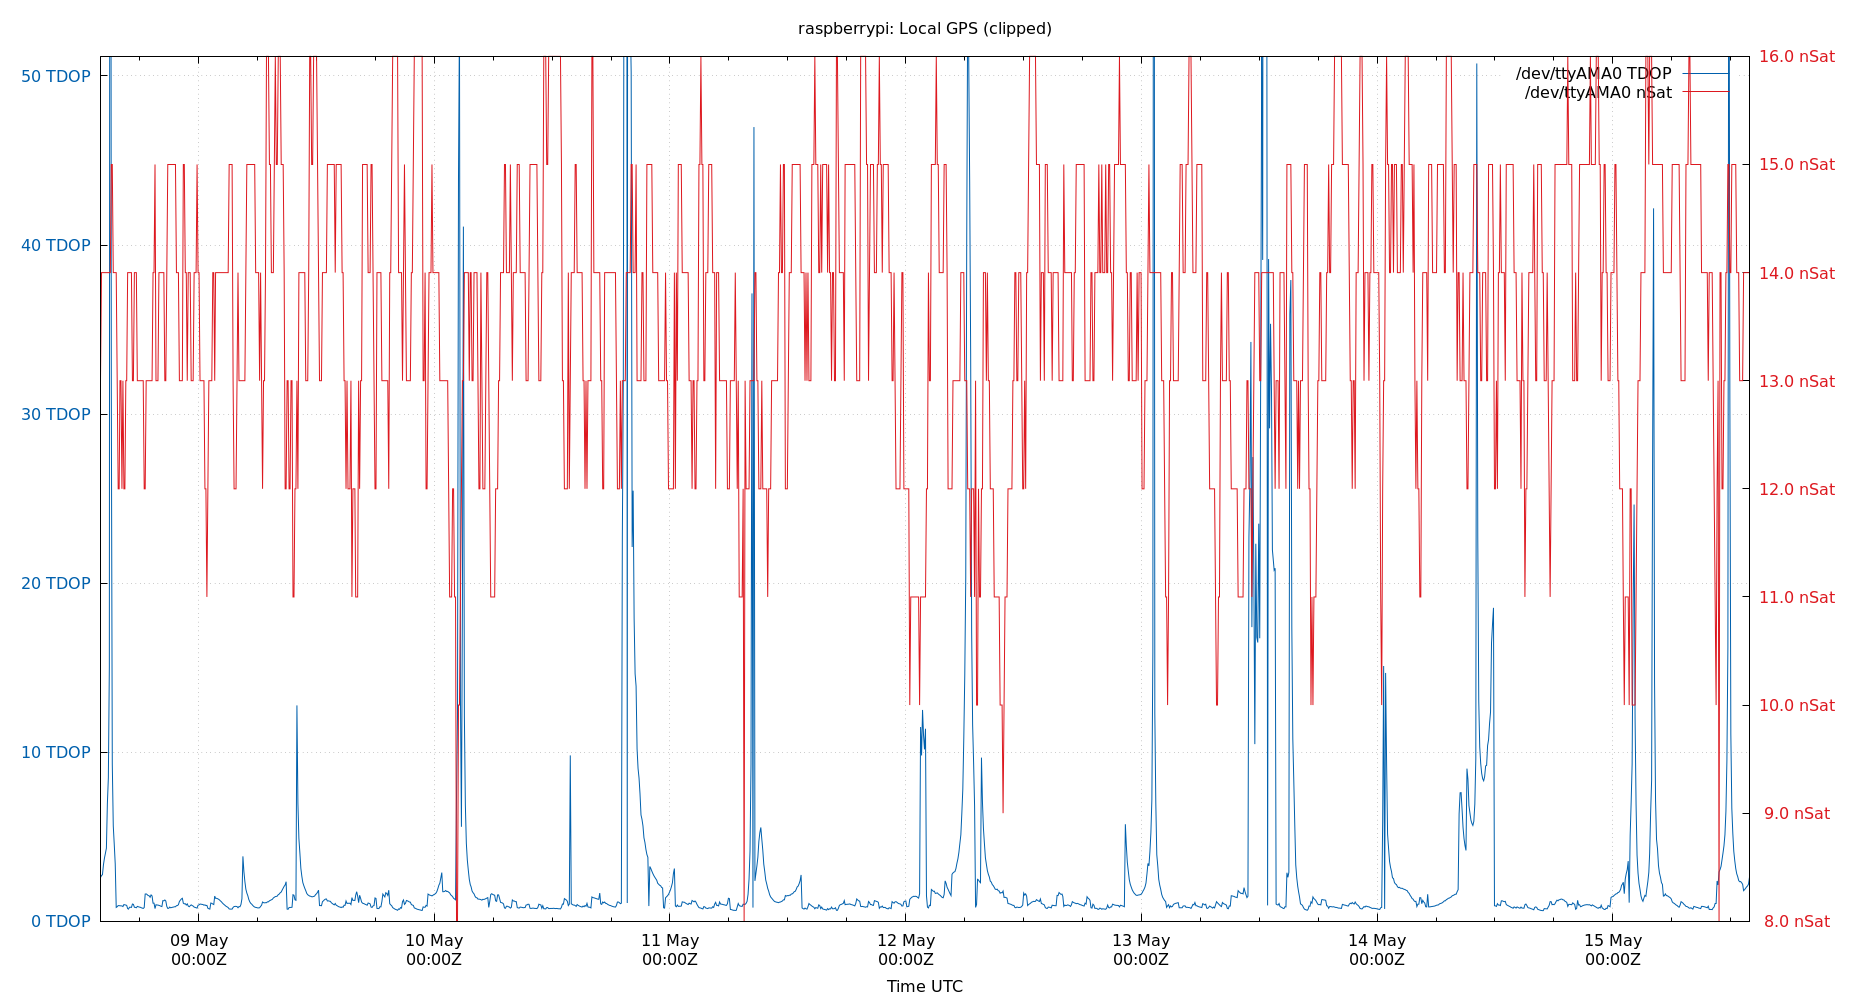 raspberrypi: Local GPS (clipped)
50 TDOP
40 TDOP
30 TDOP
20 TDOP
10 TDOP
0 TDOP
/dev/ttyAMA0 TDOP
/dev/ttyAMA0 nSat
16.0 nSat
15.0 nSat
14.0 nSat
13.0 nSat
12.0 nSat
11.0 nSat
10.0 nSat
9.0 nSat
8.0 nSat
09 May
00:00Z
10 May
00:00Z
11 May
00:00Z
12 May
00:00Z
13 May
00:00Z
14 May
00:00Z
15 May
00:00Z
Time UTC